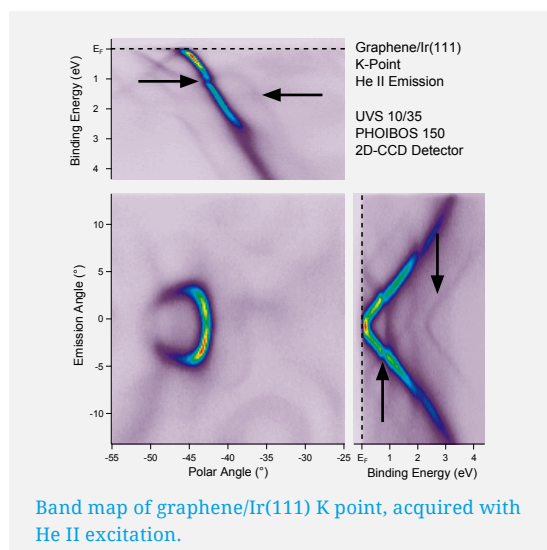 Binding Energy (eV)
E_F
1
2
3
4
Graphene/Ir(111)
K-Point
He II Emission
UVS 10/35
PHOIBOS 150
2D-CCD Detector
Emission Angle (°)
10
5
0
-5
-10
-55 -50 -45 -40 -35 -30 -25
Polar Angle (°)
E_F 1 2 3 4
Binding Energy (eV)
Band map of graphene/Ir(111) K point, acquired with
He II excitation.